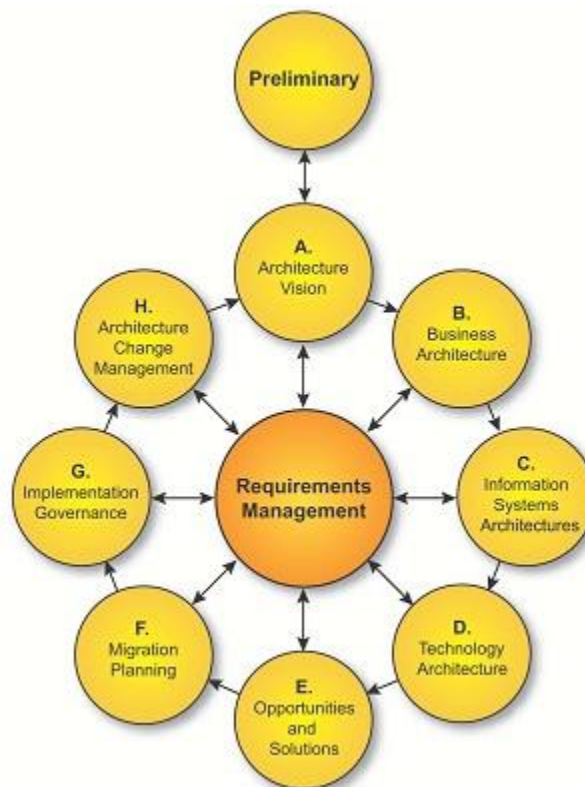 Preliminary
A.
Architecture
Vision
B.
Business
Architecture
C.
Information
Systems
Architectures
D.
Technology
Architecture
E.
Opportunities
and
Solutions
F.
Migration
Planning
G.
Implementation
Governance
H.
Architecture
Change
Management
Requirements
Management